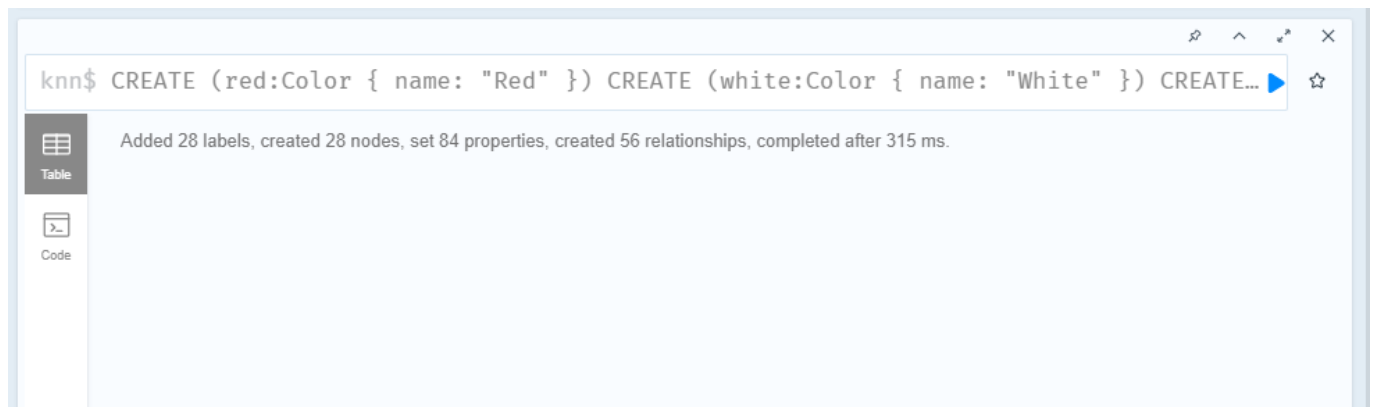 knn$ CREATE (red:Color { name: "Red" }) CREATE (white:Color { name: "White" }) CREATE…
Added 28 labels, created 28 nodes, set 84 properties, created 56 relationships, completed after 315 ms.
Table
Code